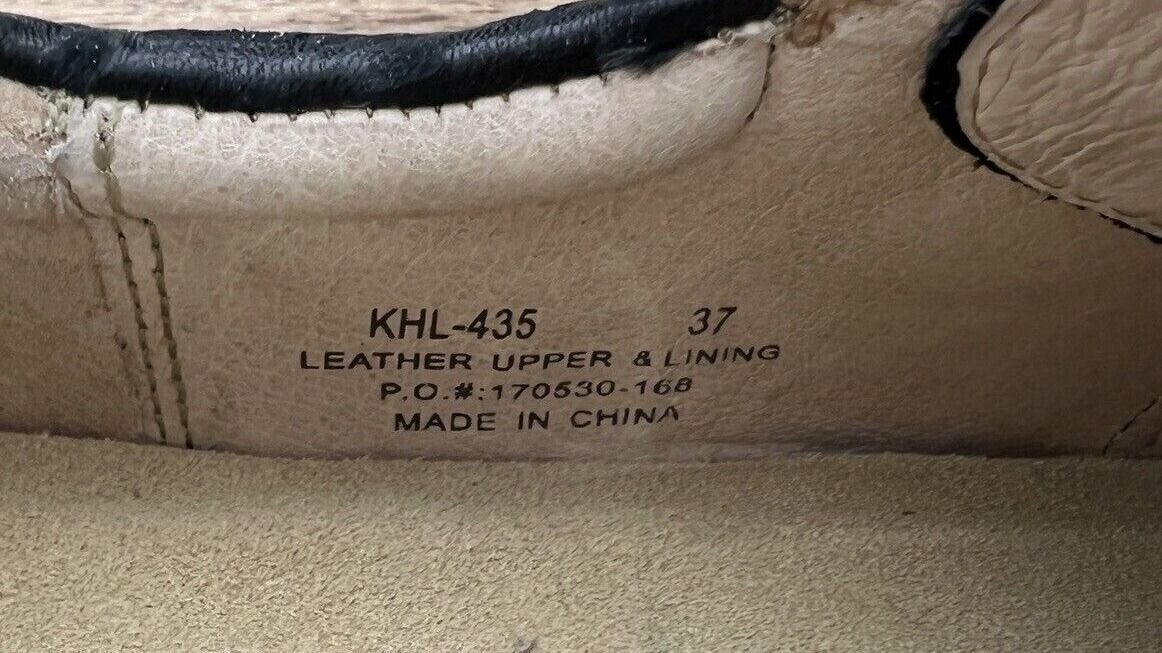 KHL-435 37
LEATHER UPPER & LINING
P.O.#:170530-168
MADE IN CHINA